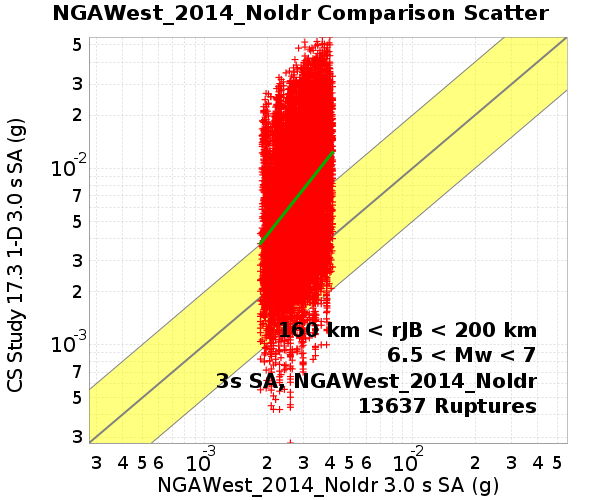 NGAWest_2014_NoIdr Comparison Scatter
CS Study 17.3 1-D 3.0 s SA (g)
5
3
2
10-2
7
5
3
2
10-3
7
5
3
160 km < rJB < 200 km
6.5 < Mw < 7
3s SA, NGAWest_2014_NoIdr
13637 Ruptures
3 4 5 6 10-3 2 3 4 5 6 10-2 2 3 4 5
NGAWest_2014_NoIdr 3.0 s SA (g)